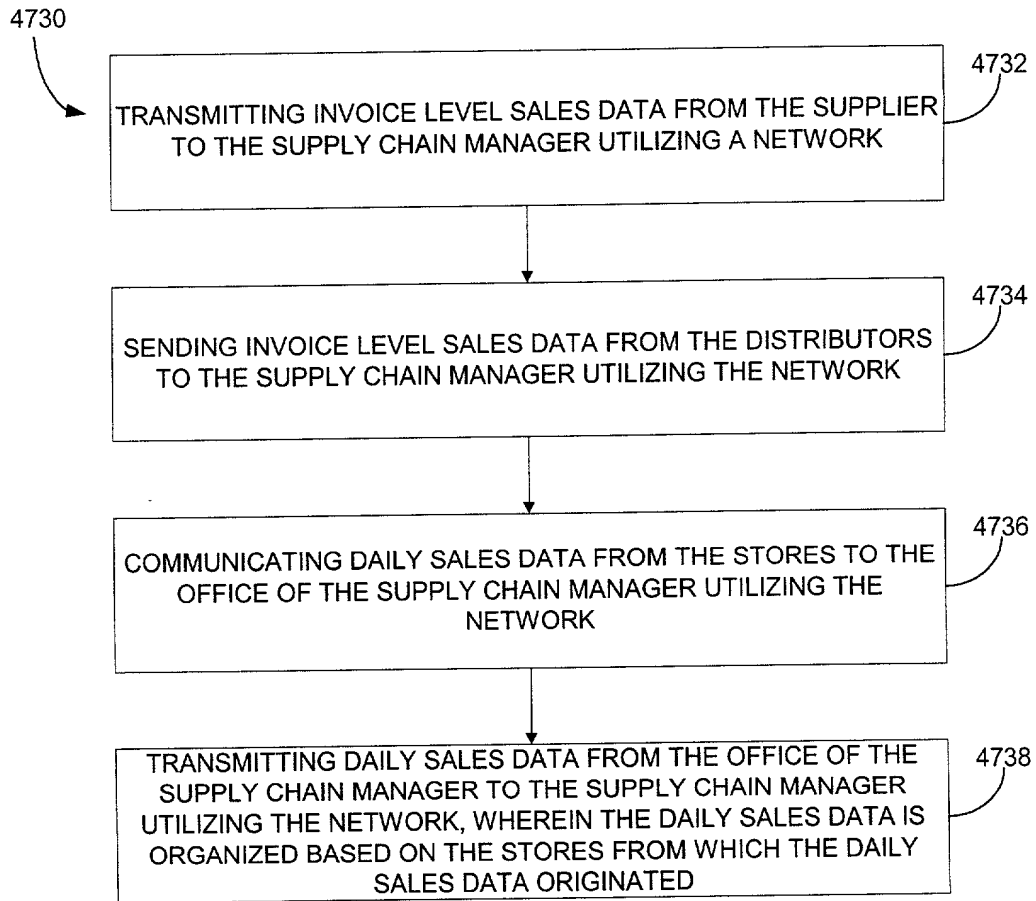 4730
4732
TRANSMITTING INVOICE LEVEL SALES DATA FROM THE SUPPLIER
TO THE SUPPLY CHAIN MANAGER UTILIZING A NETWORK
4734
SENDING INVOICE LEVEL SALES DATA FROM THE DISTRIBUTORS
TO THE SUPPLY CHAIN MANAGER UTILIZING THE NETWORK
4736
COMMUNICATING DAILY SALES DATA FROM THE STORES TO THE
OFFICE OF THE SUPPLY CHAIN MANAGER UTILIZING THE
NETWORK
4738
TRANSMITTING DAILY SALES DATA FROM THE OFFICE OF THE
SUPPLY CHAIN MANAGER TO THE SUPPLY CHAIN MANAGER
UTILIZING THE NETWORK, WHEREIN THE DAILY SALES DATA IS
ORGANIZED BASED ON THE STORES FROM WHICH THE DAILY
SALES DATA ORIGINATED